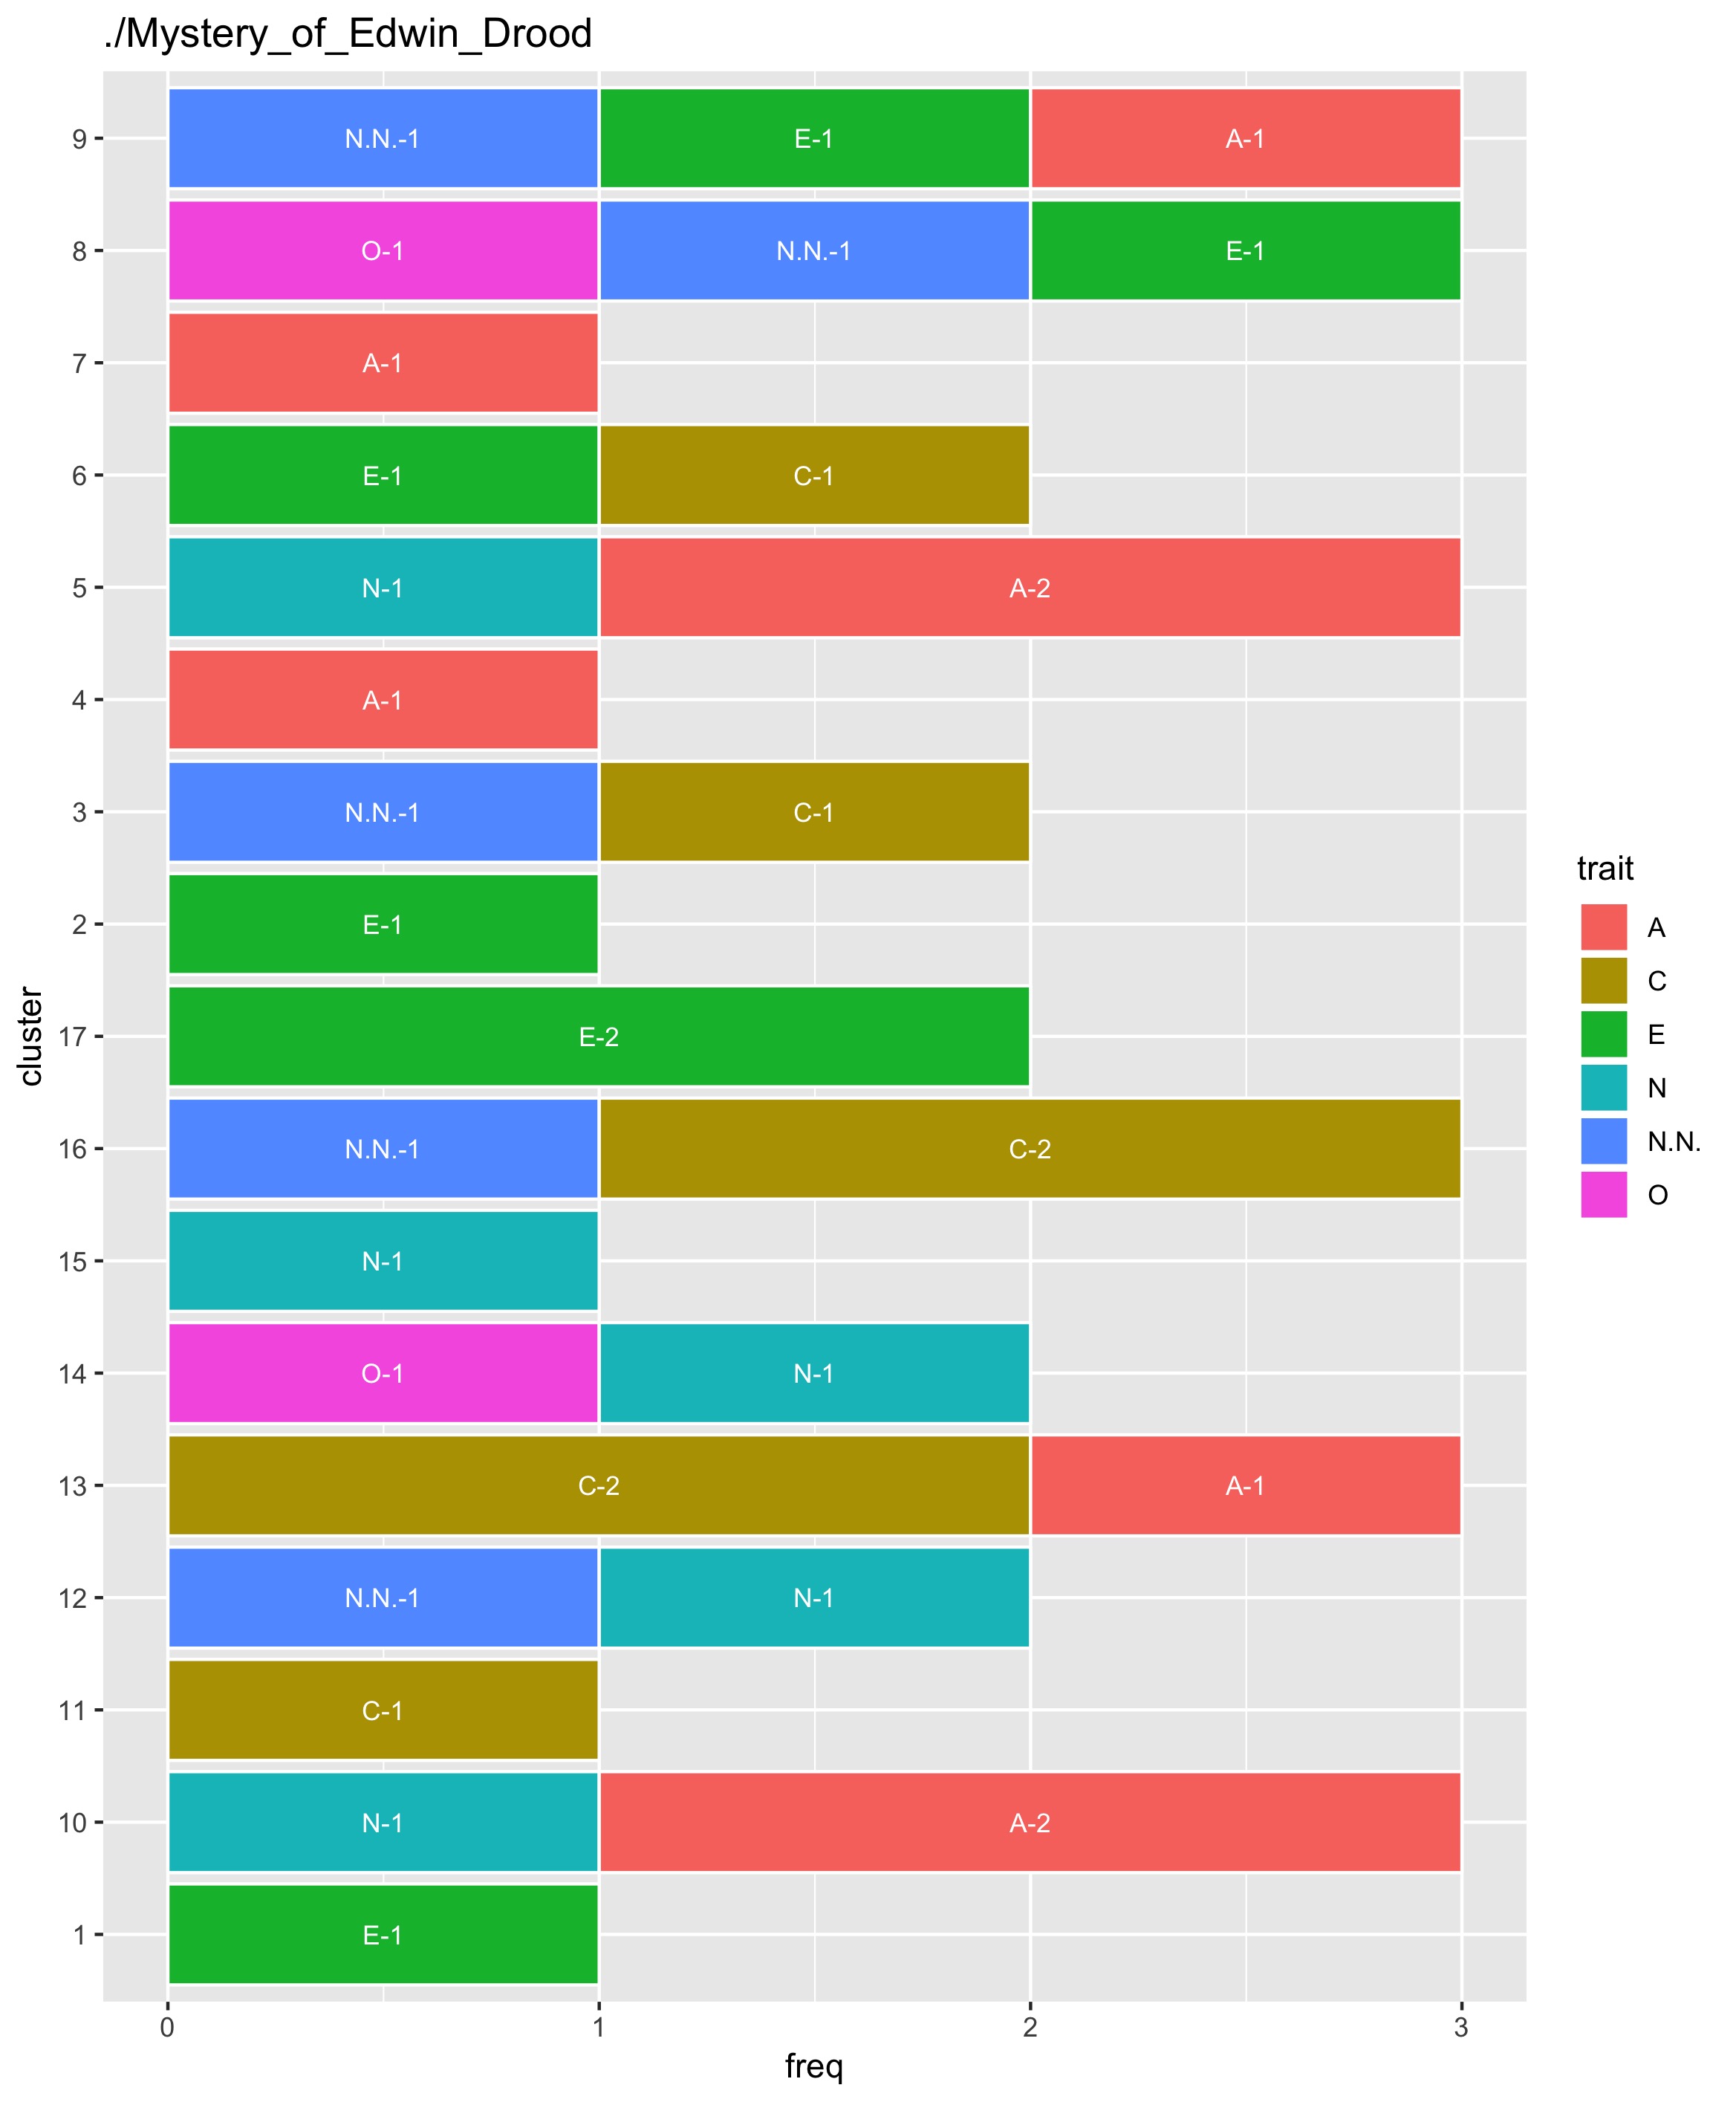 ./Mystery_of_Edwin_Drood
9 N.N.-1 E-1 A-1
8 O-1 N.N.-1 E-1
7 A-1
6 E-1 C-1
5 N-1 A-2
4 A-1
3 N.N.-1 C-1
2 E-1
17 E-2
16 N.N.-1 C-2
15 N-1
14 O-1 N-1
13 C-2 A-1
12 N.N.-1 N-1
11 C-1
10 N-1 A-2
1 E-1
cluster
0 1 2 3
freq
trait
A
C
E
N
N.N.
O